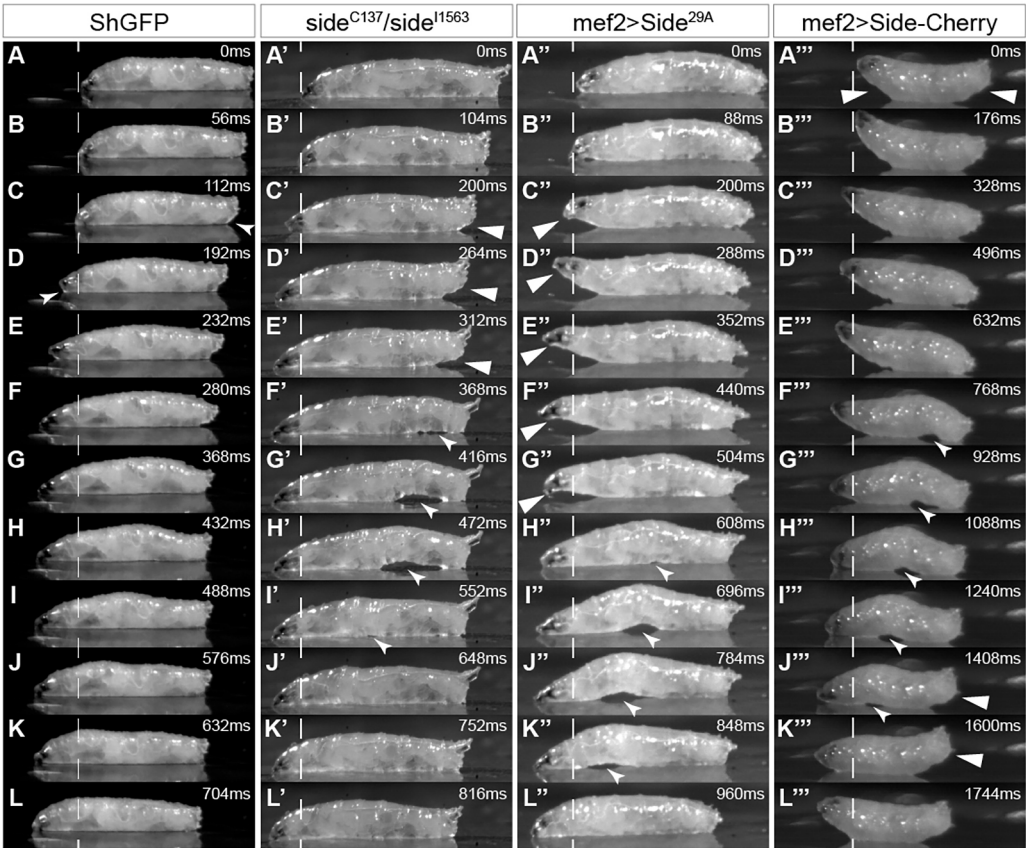 ShGFP side^C137/side^I1563 mef2>Side^29A mef2>Side-Cherry
A 0ms A' 0ms A'' 0ms A''' 0ms
B 56ms B' 104ms B'' 88ms B''' 176ms
C 112ms C' 200ms C'' 200ms C''' 328ms
D 192ms D' 264ms D'' 288ms D''' 496ms
E 232ms E' 312ms E'' 352ms E''' 632ms
F 280ms F' 368ms F'' 440ms F''' 768ms
G 368ms G' 416ms G'' 504ms G''' 928ms
H 432ms H' 472ms H'' 608ms H''' 1088ms
I 488ms I' 552ms I'' 696ms I''' 1240ms
J 576ms J' 648ms J'' 784ms J''' 1408ms
K 632ms K' 752ms K'' 848ms K''' 1600ms
L 704ms L' 816ms L'' 960ms L''' 1744ms